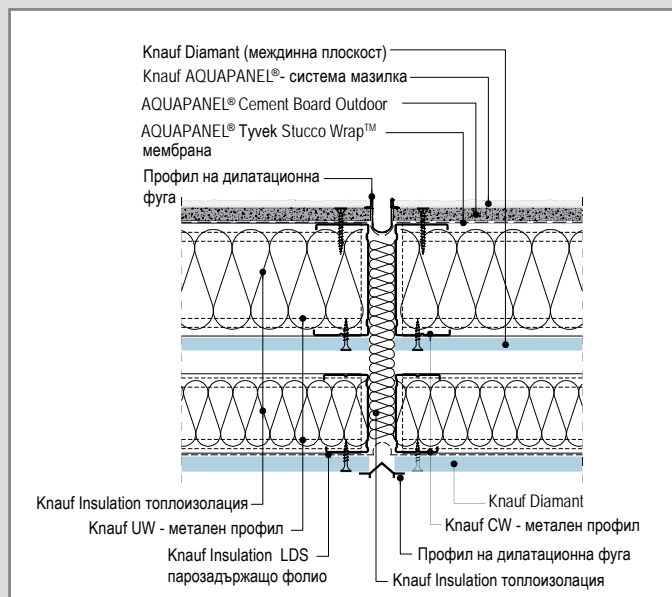 Knauf Diamant (междинна плоскост)
Knauf AQUAPANEL®- система мазилка
AQUAPANEL® Cement Board Outdoor
AQUAPANEL® Tyvek Stucco Wrap™
мембрана
Профил на дилатационна
фуга
Knauf Insulation топлоизолация
Knauf UW - метален профил
Knauf Insulation LDS
парозадържащо фолио
Knauf Diamant
Knauf CW - метален профил
Профил на дилатационна фуга
Knauf Insulation топлоизолация